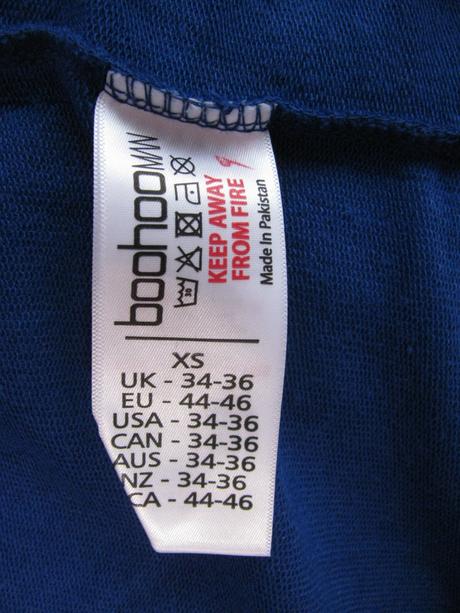 boohooMAN
30
KEEP AWAY
FROM FIRE
Made In Pakistan
XS
UK - 34-36
EU - 44-46
USA - 34-36
CAN - 34-36
AUS - 34-36
NZ - 34-36
CA - 44-46